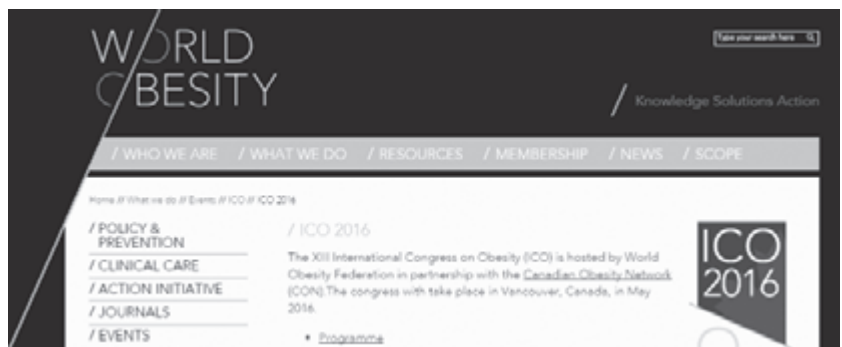 WORLD
OBESITY
Type your search here
/ Knowledge Solutions Action
/ WHO WE ARE / WHAT WE DO / RESOURCES / MEMBERSHIP / NEWS / SCOPE
Home // What we do // Events // ICO // ICO 2016
/ POLICY &
PREVENTION
/ CLINICAL CARE
/ ACTION INITIATIVE
/ JOURNALS
/ EVENTS
/ ICO 2016
The XIII International Congress on Obesity (ICO) is hosted by World
Obesity Federation in partnership with the Canadian Obesity Network
(CON).The congress with take place in Vancouver, Canada, in May
2016.
• Programme
ICO
2016